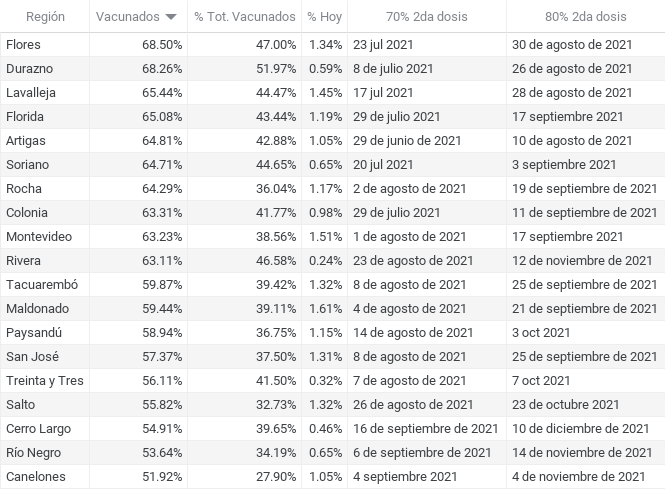 Región Vacunados % Tot. Vacunados % Hoy 70% 2da dosis 80% 2da dosis
Flores 68.50% 47.00% 1.34% 23 jul 2021 30 de agosto de 2021
Durazno 68.26% 51.97% 0.59% 8 de julio 2021 26 de agosto de 2021
Lavalleja 65.44% 44.47% 1.45% 17 jul 2021 28 de agosto de 2021
Florida 65.08% 43.44% 1.19% 29 de julio 2021 17 septiembre 2021
Artigas 64.81% 42.88% 1.05% 29 de junio de 2021 10 de agosto de 2021
Soriano 64.71% 44.65% 0.65% 20 jul 2021 3 septiembre 2021
Rocha 64.29% 36.04% 1.17% 2 de agosto de 2021 19 de septiembre de 2021
Colonia 63.31% 41.77% 0.98% 29 de julio 2021 11 de septiembre de 2021
Montevideo 63.23% 38.56% 1.51% 1 de agosto de 2021 17 septiembre 2021
Rivera 63.11% 46.58% 0.24% 23 de agosto de 2021 12 de noviembre de 2021
Tacuarembó 59.87% 39.42% 1.32% 8 de agosto de 2021 25 de septiembre de 2021
Maldonado 59.44% 39.11% 1.61% 4 de agosto de 2021 21 de septiembre de 2021
Paysandú 58.94% 36.75% 1.15% 14 de agosto de 2021 3 oct 2021
San José 57.37% 37.50% 1.31% 8 de agosto de 2021 25 de septiembre de 2021
Treinta y Tres 56.11% 41.50% 0.32% 7 de agosto de 2021 7 oct 2021
Salto 55.82% 32.73% 1.32% 26 de agosto de 2021 23 de octubre 2021
Cerro Largo 54.91% 39.65% 0.46% 16 de septiembre de 2021 10 de diciembre de 2021
Río Negro 53.64% 34.19% 0.65% 6 de septiembre de 2021 14 de noviembre de 2021
Canelones 51.92% 27.90% 1.05% 4 septiembre 2021 4 de noviembre de 2021